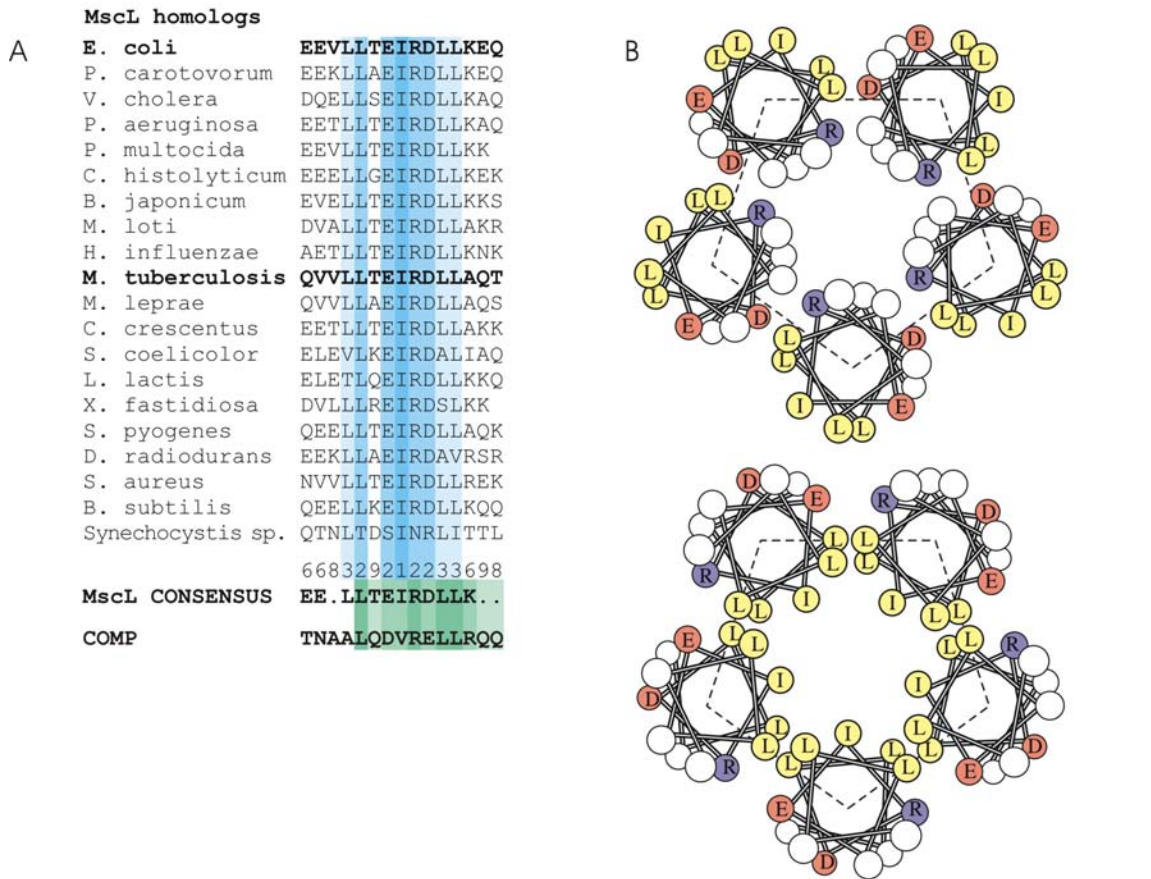 MscL homologs
A
E. coli EEVLLTEIRDLLKEQ
P. carotovorum EEKLLAEIRDLLKEQ
V. cholera DQELLSEIRDLLKAQ
P. aeruginosa EETLLTEIRDLLKAQ
P. multocida EEVLLTEIRDLLKK
C. histolyticum EEELLGEIRDLLKEK
B. japonicum EVELLTEIRDLLKKS
M. loti DVALLTEIRDLLAKR
H. influenzae AETLLTEIRDLLKNK
M. tuberculosis QVVLLTEIRDLLAQT
M. leprae QVVLLAEIRDLLAQS
C. crescentus EETLLTEIRDLLAKK
S. coelicolor ELEVLKEIRDALIAQ
L. lactis ELETLQEIRDLLKKQ
X. fastidiosa DVLLLREIRDSLKK
S. pyogenes QEELLTEIRDLLAQK
D. radiodurans EEKLLAEIRDAVRSR
S. aureus NVVLLTEIRDLLREK
B. subtilis QEELLKEIRDLLKQQ
Synechocystis sp. QTNLTDSINRLITTL
668329212233698
MscL CONSENSUS EE.LLTEIRDLLK..
COMP TNAALQDVRELLRQQ
B
L L I L L E R D
E L L D I L L R
L L R I L L E D
D E R L L L L I
R L L D I E L L
D E L L R L L I
R D L L E I L L
E L L I D L L R
L L R I L L D E
I L L L L E R D